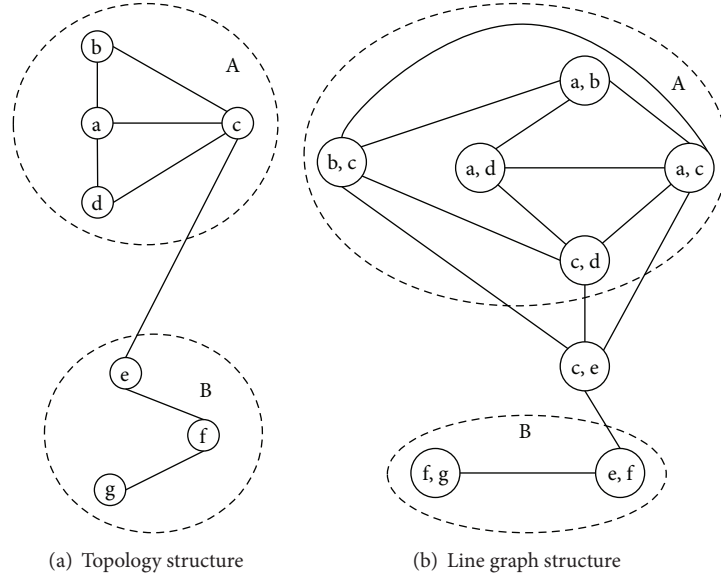 b
A
a
c
d
e
B
f
g
(a) Topology structure
A
a, b
b, c
a, d
a, c
c, d
c, e
B
f, g
e, f
(b) Line graph structure